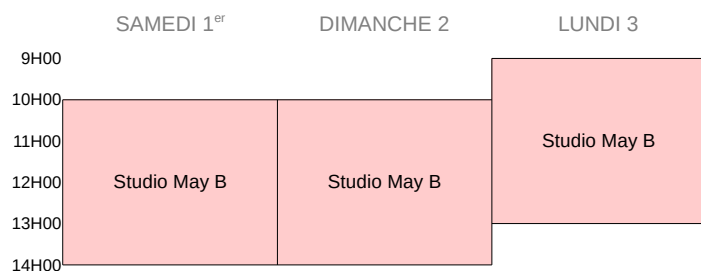 SAMEDI 1er DIMANCHE 2 LUNDI 3
9H00
10H00
11H00
Studio May B
12H00
Studio May B Studio May B
13H00
14H00